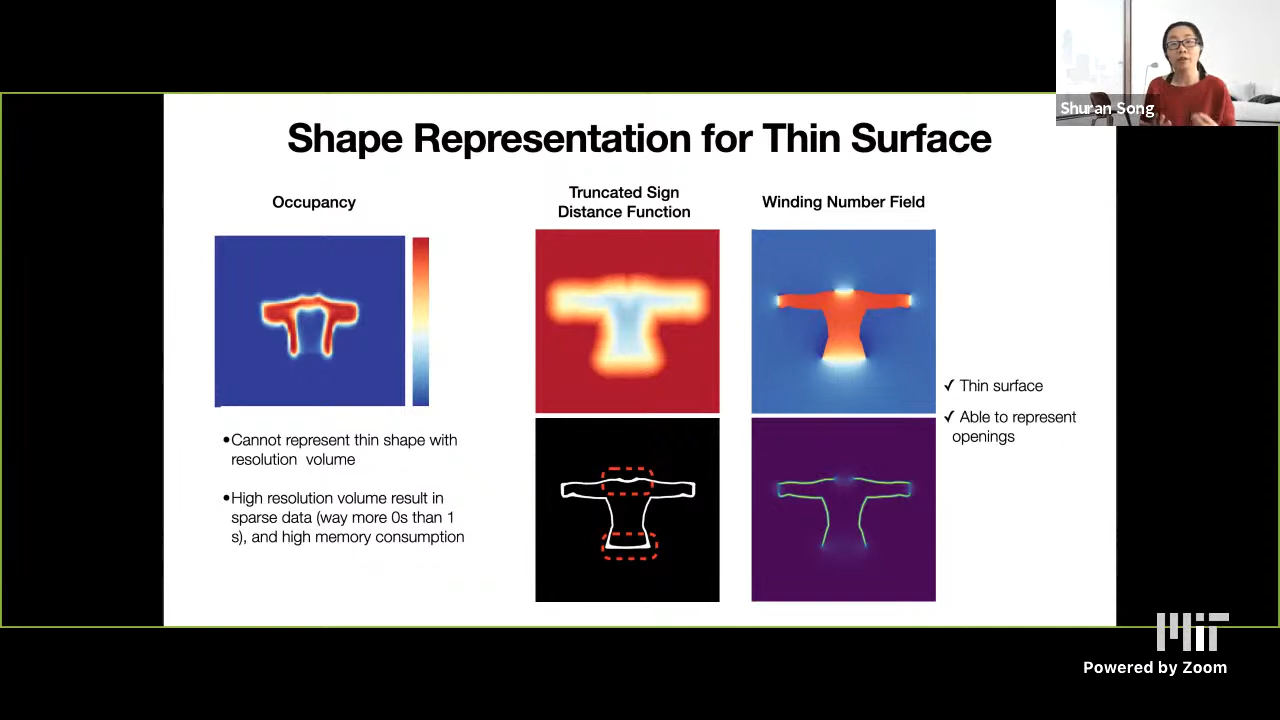 Shuran Song
Shape Representation for Thin Surface
Occupancy
Truncated Sign
Distance Function
Winding Number Field
•Cannot represent thin shape with
resolution volume
•High resolution volume result in
sparse data (way more 0s than 1
s), and high memory consumption
✓ Thin surface
✓ Able to represent
openings
MIT
Powered by Zoom